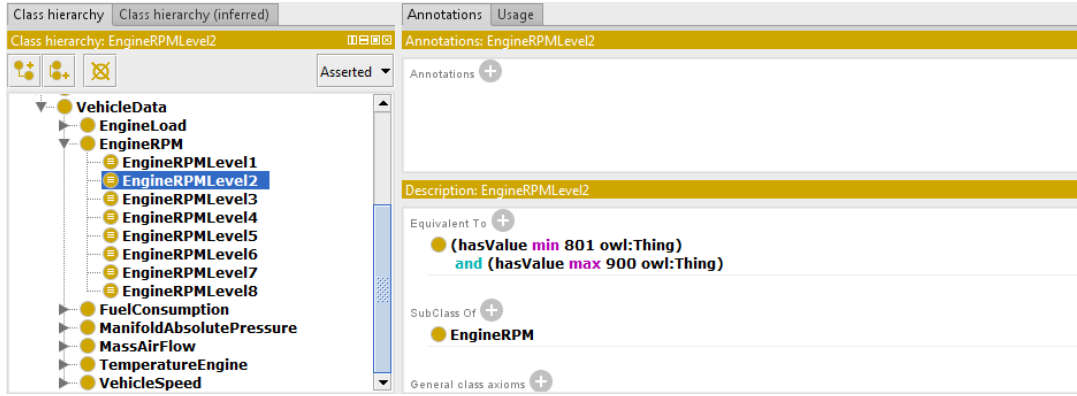 Class hierarchy Class hierarchy (inferred)
Class hierarchy: EngineRPMLevel2
Asserted
VehicleData
EngineLoad
EngineRPM
EngineRPMLevel1
EngineRPMLevel2
EngineRPMLevel3
EngineRPMLevel4
EngineRPMLevel5
EngineRPMLevel6
EngineRPMLevel7
EngineRPMLevel8
FuelConsumption
ManifoldAbsolutePressure
MassAirFlow
TemperatureEngine
VehicleSpeed
Annotations Usage
Annotations: EngineRPMLevel2
Annotations
Description: EngineRPMLevel2
Equivalent To
(hasValue min 801 owl:Thing)
and (hasValue max 900 owl:Thing)
SubClass Of
EngineRPM
General class axioms